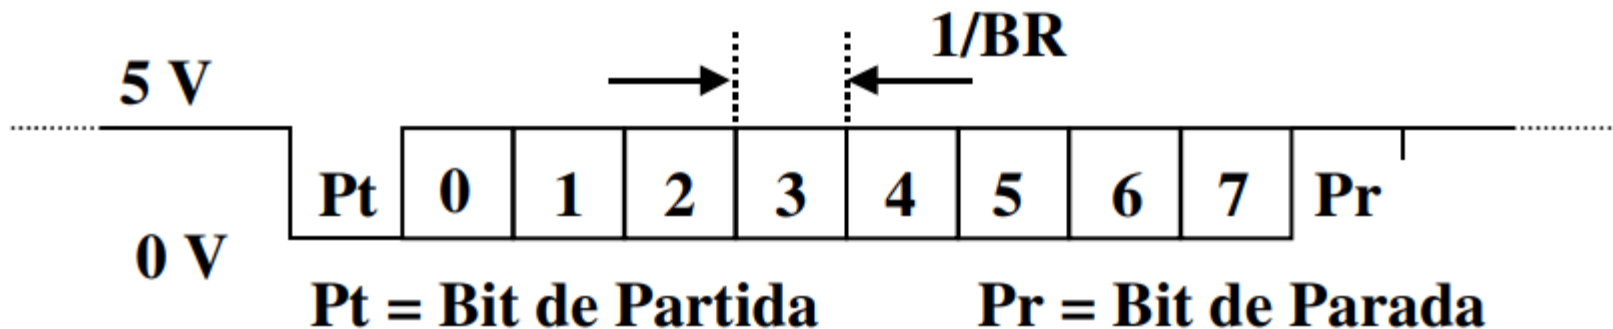 1/BR
5 V
Pt 0 1 2 3 4 5 6 7 Pr
0 V
Pt = Bit de Partida Pr = Bit de Parada